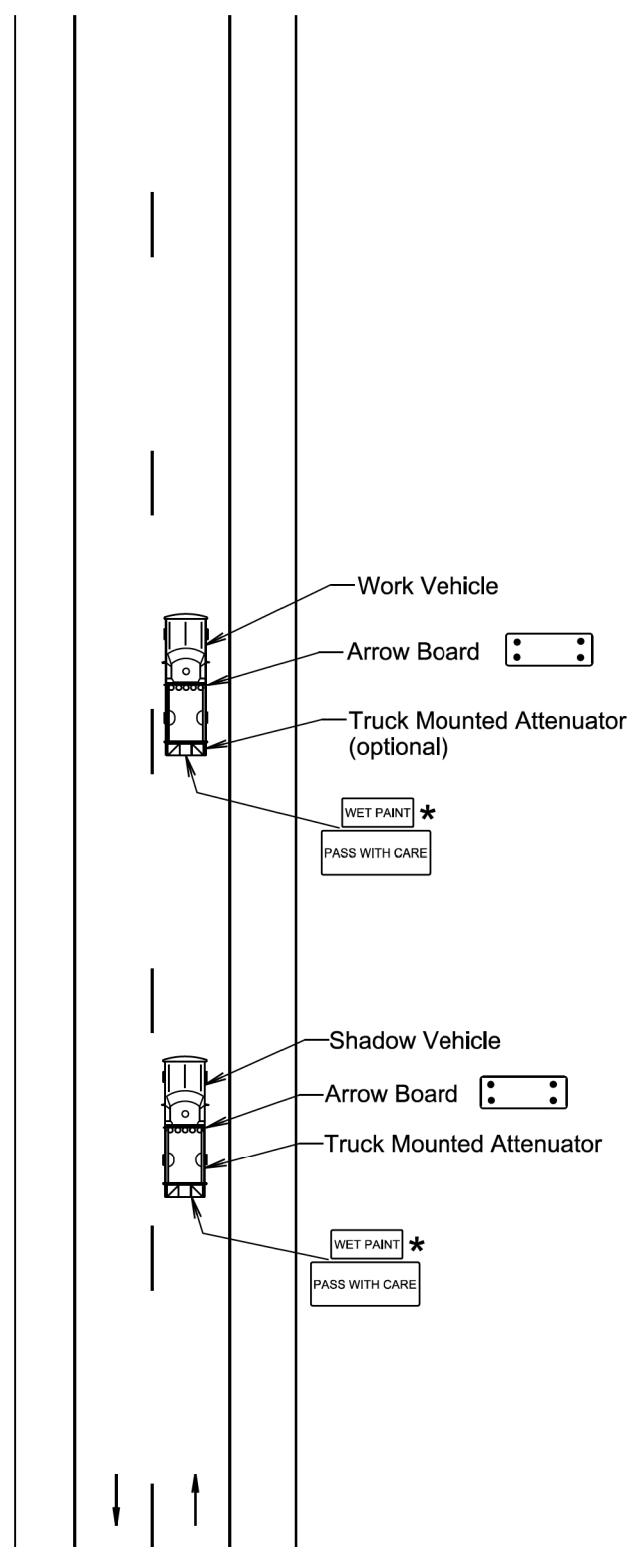 Work Vehicle
Arrow Board
Truck Mounted Attenuator
(optional)
WET PAINT *
PASS WITH CARE
Shadow Vehicle
Arrow Board
Truck Mounted Attenuator
WET PAINT *
PASS WITH CARE